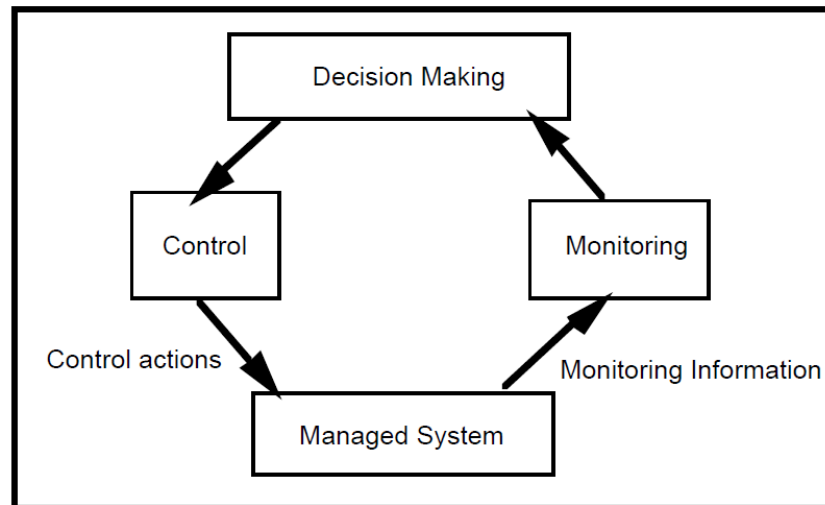 Decision Making
Control
Monitoring
Control actions
Monitoring Information
Managed System